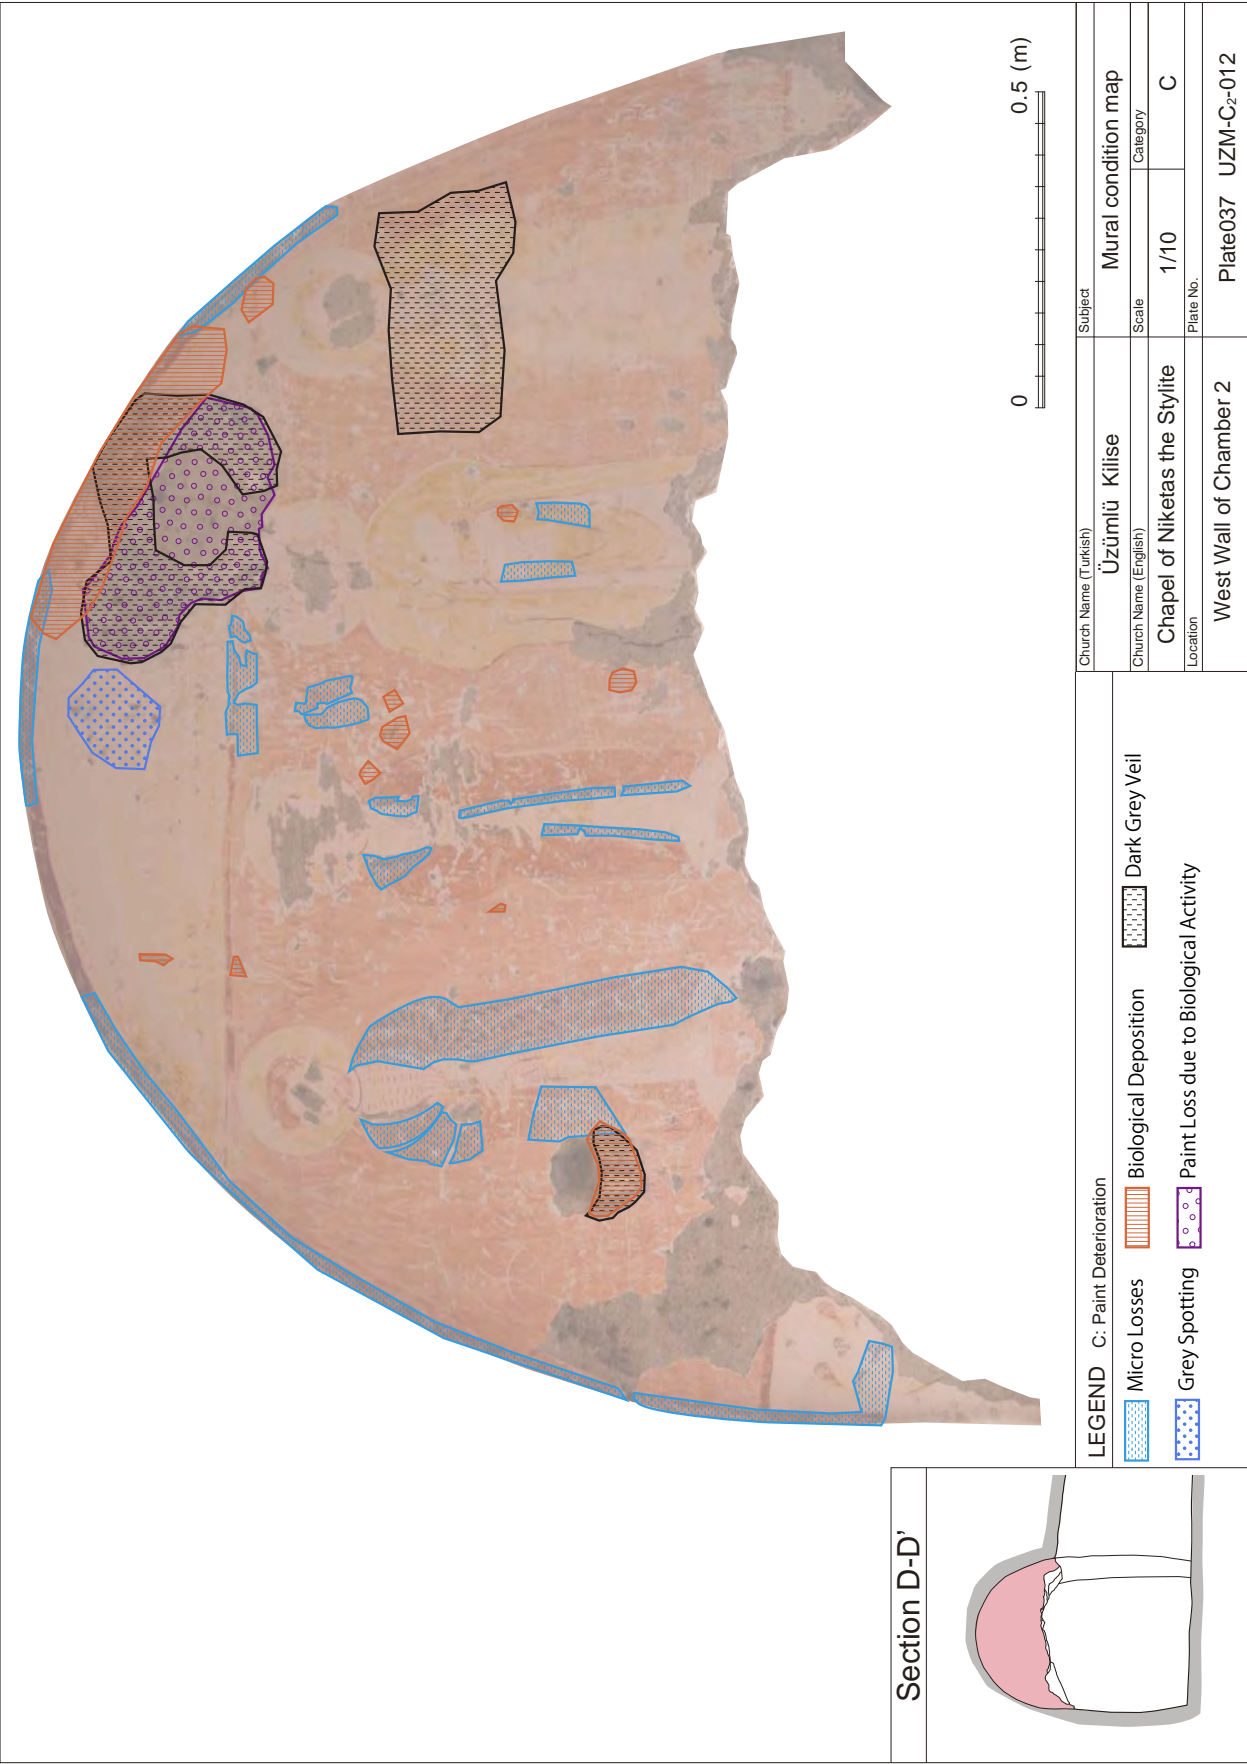 0
0.5 (m)
Section D-D'
LEGEND C: Paint Deterioration
Micro Losses
Biological Deposition
Dark Grey Veil
Grey Spotting
Paint Loss due to Biological Activity
Church Name (Turkish)
Üzümlü Kilise
Church Name (English)
Chapel of Niketas the Stylite
Location
West Wall of Chamber 2
Subject
Mural condition map
Scale
1/10
Category
C
Plate No.
Plate037 UZM-C₂-012